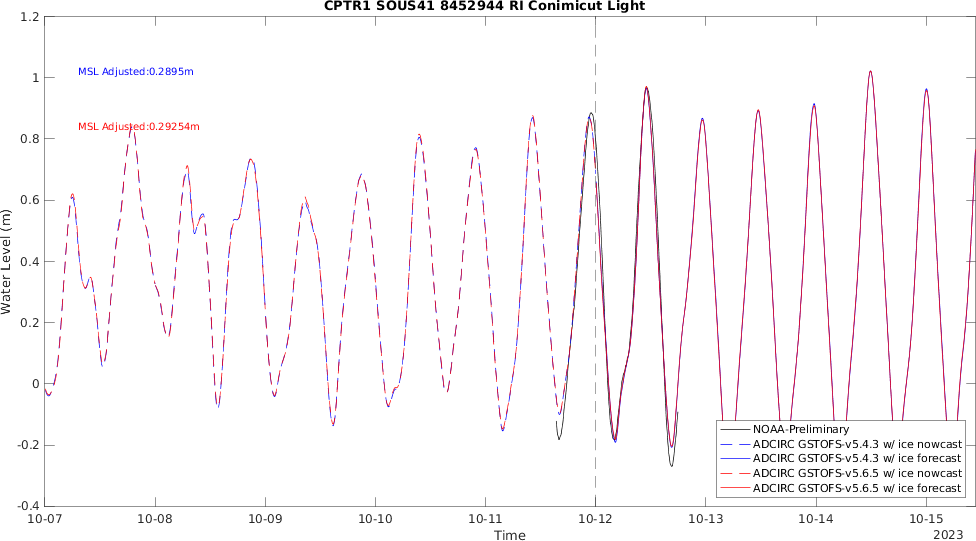 CPTR1 SOUS41 8452944 RI Conimicut Light
1.2
1
0.8
0.6
0.4
0.2
0
-0.2
-0.4
Water Level (m)
MSL Adjusted:0.2895m
MSL Adjusted:0.29254m
NOAA-Preliminary
ADCIRC GSTOFS-v5.4.3 w/ ice nowcast
ADCIRC GSTOFS-v5.4.3 w/ ice forecast
ADCIRC GSTOFS-v5.6.5 w/ ice nowcast
ADCIRC GSTOFS-v5.6.5 w/ ice forecast
10-07 10-08 10-09 10-10 10-11 10-12 10-13 10-14 10-15
Time
2023